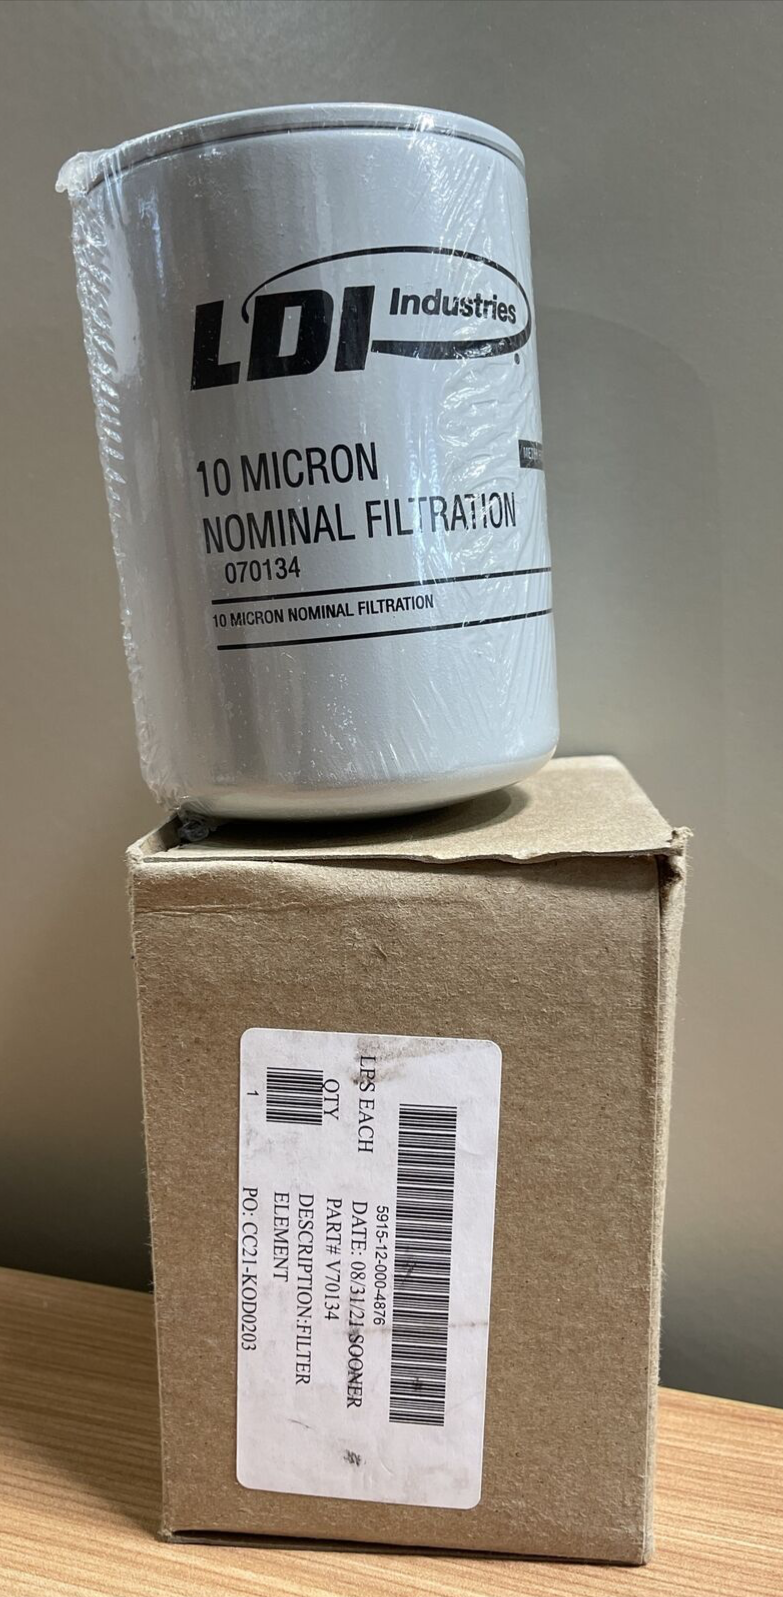 LDI Industries
10 MICRON
NOMINAL FILTRATION
070134
10 MICRON NOMINAL FILTRATION
5915-12-000-4876
LPS EACH
DATE: 08/31/21 SOONER
QTY
PART# V70134
DESCRIPTION:FILTER
ELEMENT
1
PO: CC21-KOD0203